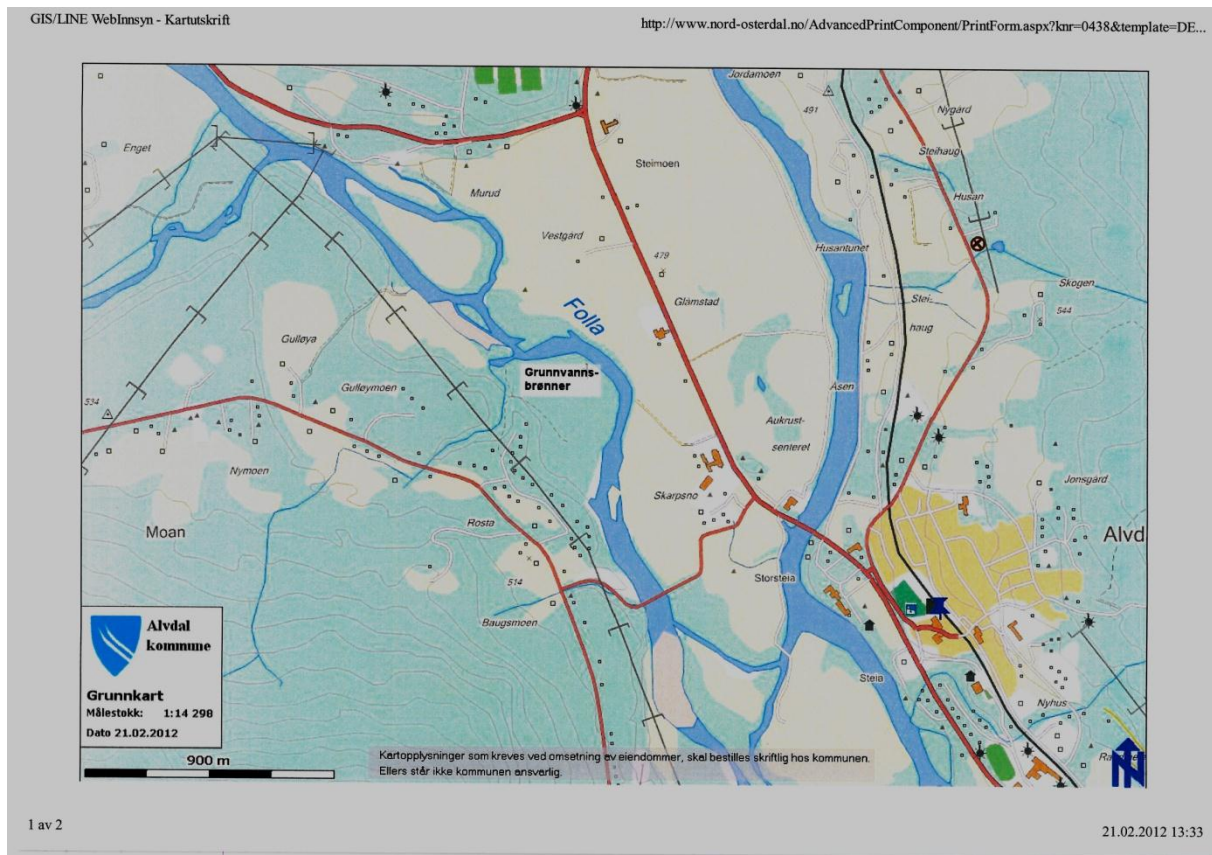 GIS/LINE WebInnsyn - Kartutskrift
http://www.nord-osterdal.no/AdvancedPrintComponent/PrintForm.aspx?knr=0438&template=DE...
Jordamoen
491
Nygård
Enget
Steimoen
Steihaug
Murud
Husan
Vestgard
Husantunet
479
Skogen
Folla
Glåmstad
Stei-
544
haug
Gulløya
Grunnvanns-
brønner
Åsen
Gulløymoen
534
Aukrust-
senteret
Nymoen
Skarpsno
Jonsgård
Rosta
Moan
Alvd
514
Storsteia
Baugsmoen
Alvdal
kommune
Steia
Grunnkart
Målestokk: 1:14 298
Dato 21.02.2012
Nyhus
900 m
Kartopplysninger som kreves ved omsetning av eiendommer, skal bestilles skriftlig hos kommunen.
Ellers står ikke kommunen ansvarlig.
N
1 av 2
21.02.2012 13:33